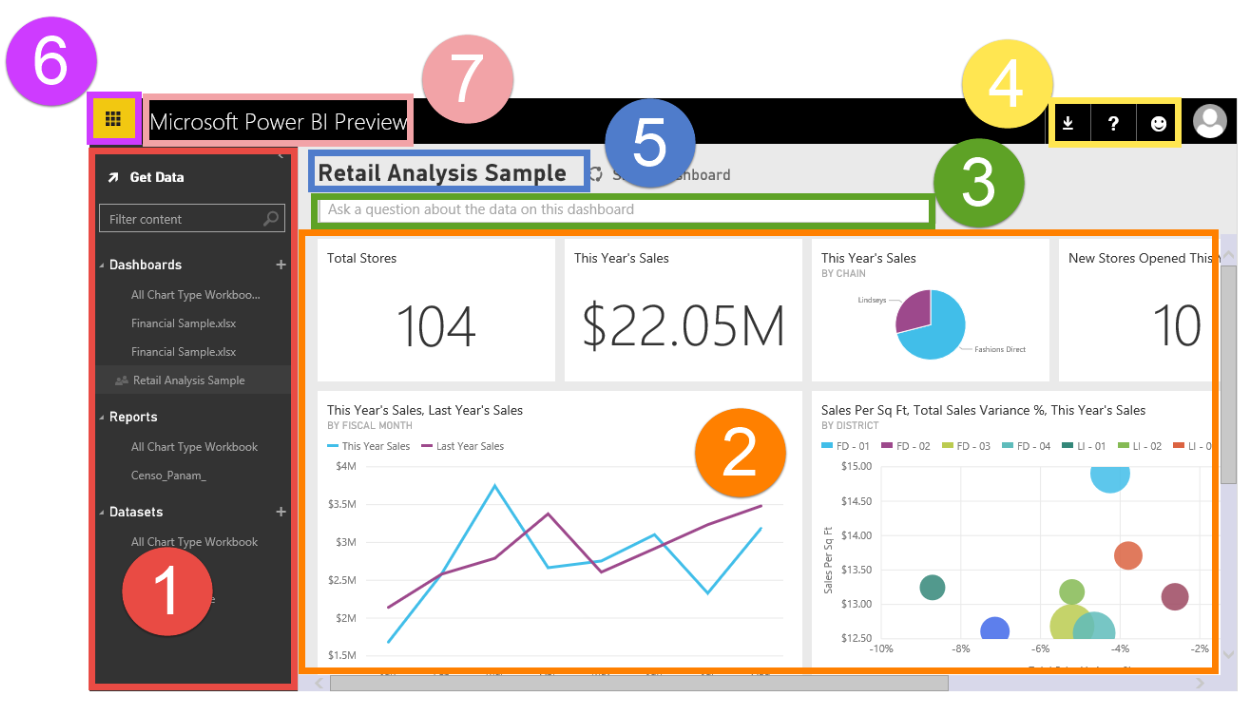 6
7
4
Microsoft Power BI Preview
?
5
Retail Analysis Sample
3
Get Data
Ask a question about the data on this dashboard
Filter content
Dashboards +
All Chart Type Workboo...
Financial Sample.xlsx
Financial Sample.xlsx
Retail Analysis Sample
Reports
All Chart Type Workbook
Censo_Panam_
Datasets +
All Chart Type Workbook
1
Total Stores
104
This Year's Sales
$22.05M
This Year's Sales
BY CHAIN
Lindseys
Fashions Direct
New Stores Opened This
10
This Year's Sales, Last Year's Sales
BY FISCAL MONTH
This Year Sales Last Year Sales
$4M
$3.5M
$3M
$2.5M
$2M
$1.5M
2
Sales Per Sq Ft, Total Sales Variance %, This Year's Sales
BY DISTRICT
FD - 01 FD - 02 FD - 03 FD - 04 LI - 01 LI - 02 LI - 0
Sales Per Sq Ft
$15.00
$14.50
$14.00
$13.50
$13.00
$12.50
-10% -8% -6% -4% -2%